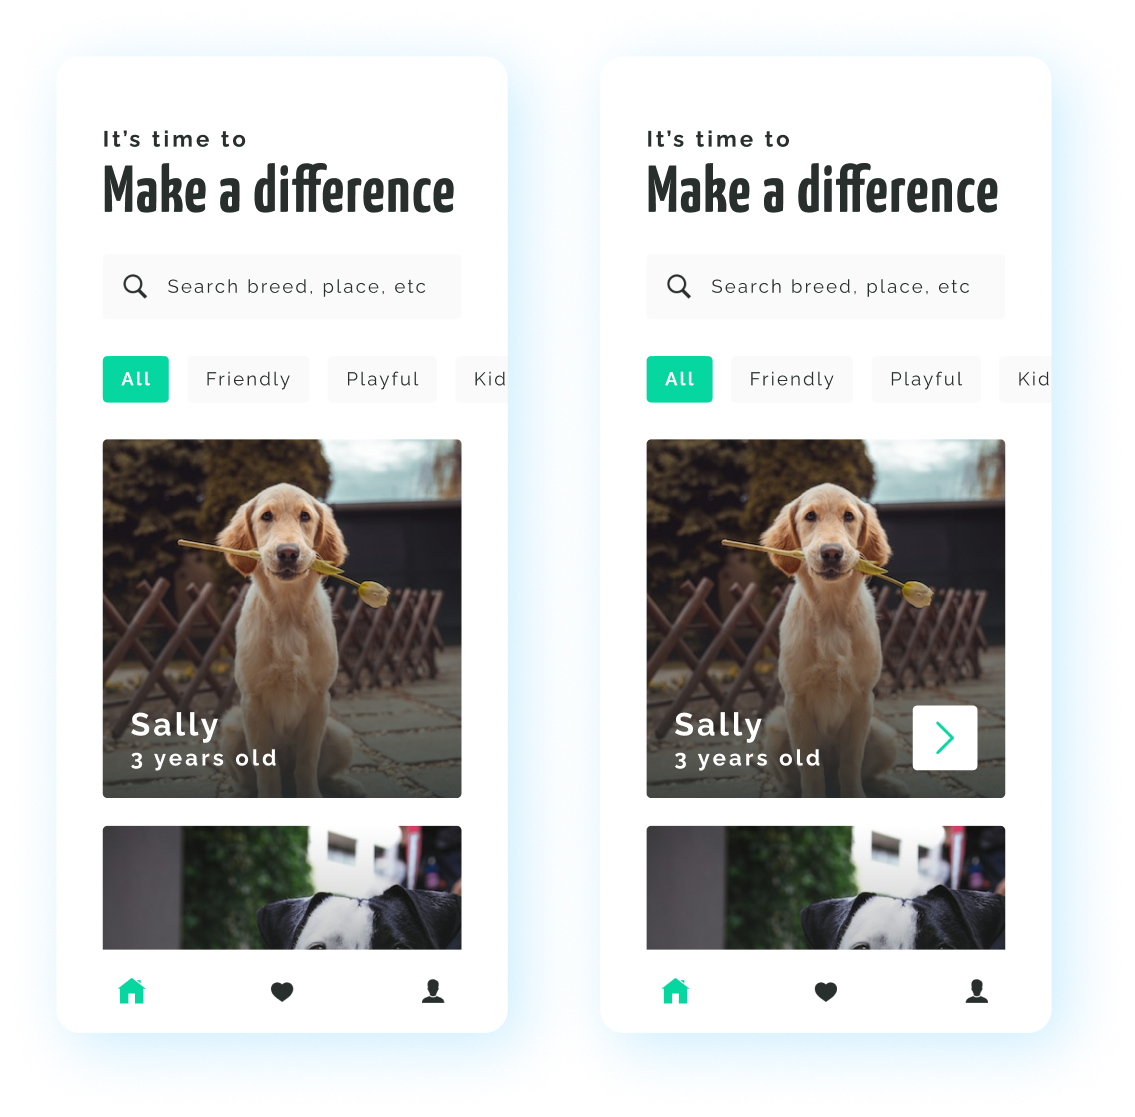 It's time to
Make a difference
Search breed, place, etc
All Friendly Playful Kid
Sally
3 years old
It's time to
Make a difference
Search breed, place, etc
All Friendly Playful Kid
Sally
3 years old